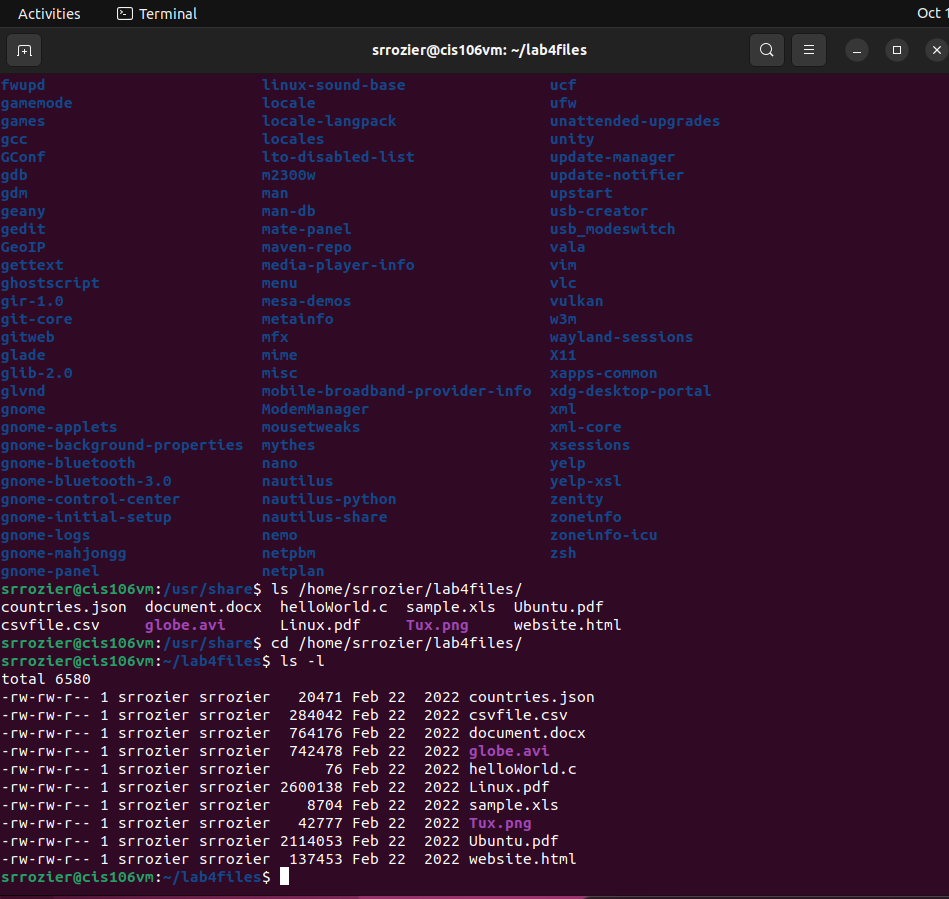 Activities Terminal Oct 1
srrozier@cis106vm: ~/lab4files
fwupd linux-sound-base ucf
gamemode locale ufw
games locale-langpack unattended-upgrades
gcc locales unity
GConf lto-disabled-list update-manager
gdb m2300w update-notifier
gdm man upstart
geany man-db usb-creator
gedit mate-panel usb_modeswitch
GeoIP maven-repo vala
gettext media-player-info vim
ghostscript menu vlc
gir-1.0 mesa-demos vulkan
git-core metainfo w3m
gitweb mfx wayland-sessions
glade mime X11
glib-2.0 misc xapps-common
glvnd mobile-broadband-provider-info xdg-desktop-portal
gnome ModemManager xml
gnome-applets mousetweaks xml-core
gnome-background-properties mythes xsessions
gnome-bluetooth nano yelp
gnome-bluetooth-3.0 nautilus yelp-xsl
gnome-control-center nautilus-python zenity
gnome-initial-setup nautilus-share zoneinfo
gnome-logs nemo zoneinfo-icu
gnome-mahjongg netpbm zsh
gnome-panel netplan
srrozier@cis106vm:/usr/share$ ls /home/srrozier/lab4files/
countries.json document.docx helloWorld.c sample.xls Ubuntu.pdf
csvfile.csv globe.avi Linux.pdf Tux.png website.html
srrozier@cis106vm:/usr/share$ cd /home/srrozier/lab4files/
srrozier@cis106vm:~/lab4files$ ls -l
total 6580
-rw-rw-r-- 1 srrozier srrozier 20471 Feb 22 2022 countries.json
-rw-rw-r-- 1 srrozier srrozier 284042 Feb 22 2022 csvfile.csv
-rw-rw-r-- 1 srrozier srrozier 764176 Feb 22 2022 document.docx
-rw-rw-r-- 1 srrozier srrozier 742478 Feb 22 2022 globe.avi
-rw-rw-r-- 1 srrozier srrozier 76 Feb 22 2022 helloWorld.c
-rw-rw-r-- 1 srrozier srrozier 2600138 Feb 22 2022 Linux.pdf
-rw-rw-r-- 1 srrozier srrozier 8704 Feb 22 2022 sample.xls
-rw-rw-r-- 1 srrozier srrozier 42777 Feb 22 2022 Tux.png
-rw-rw-r-- 1 srrozier srrozier 2114053 Feb 22 2022 Ubuntu.pdf
-rw-rw-r-- 1 srrozier srrozier 137453 Feb 22 2022 website.html
srrozier@cis106vm:~/lab4files$